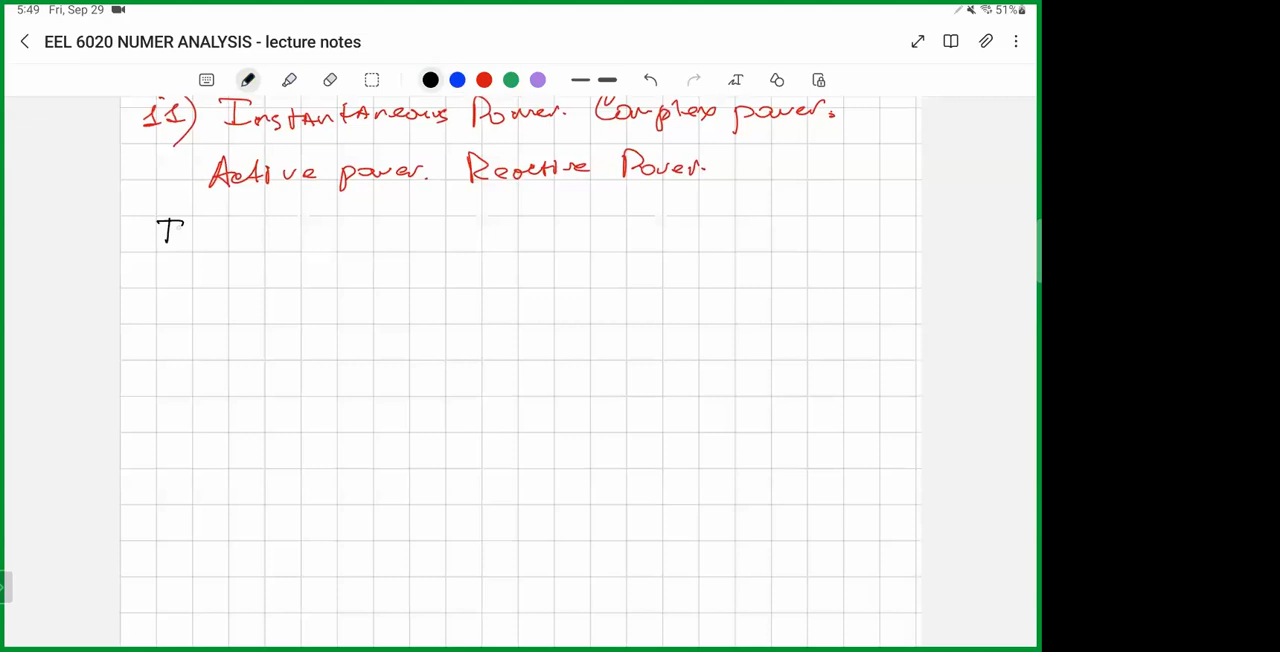 5:49 Fri, Sep 29 51%
EEL 6020 NUMER ANALYSIS - lecture notes
11) Instantaneous Power. Complex power.
Active power. Reactive Power.
T